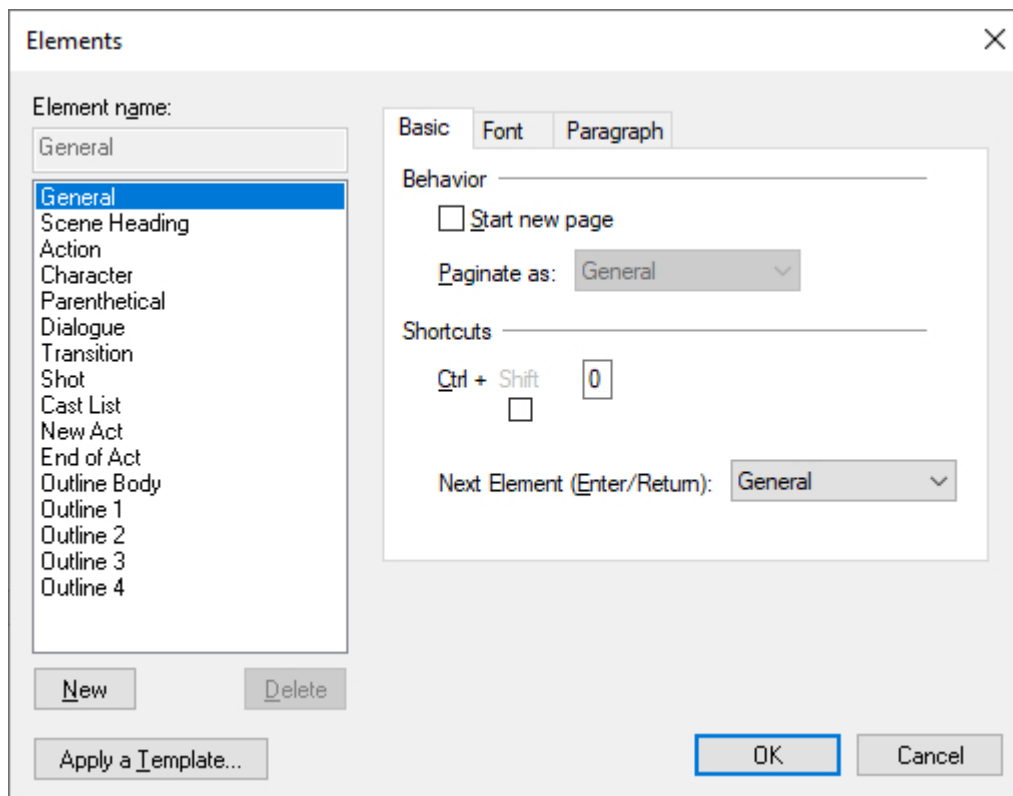 Elements
Element name:
General
General
Scene Heading
Action
Character
Parenthetical
Dialogue
Transition
Shot
Cast List
New Act
End of Act
Outline Body
Outline 1
Outline 2
Outline 3
Outline 4
New
Delete
Apply a Template...
Basic
Font
Paragraph
Behavior
Start new page
Paginate as:
General
Shortcuts
Ctrl + Shift 0
Next Element (Enter/Return):
General
OK
Cancel